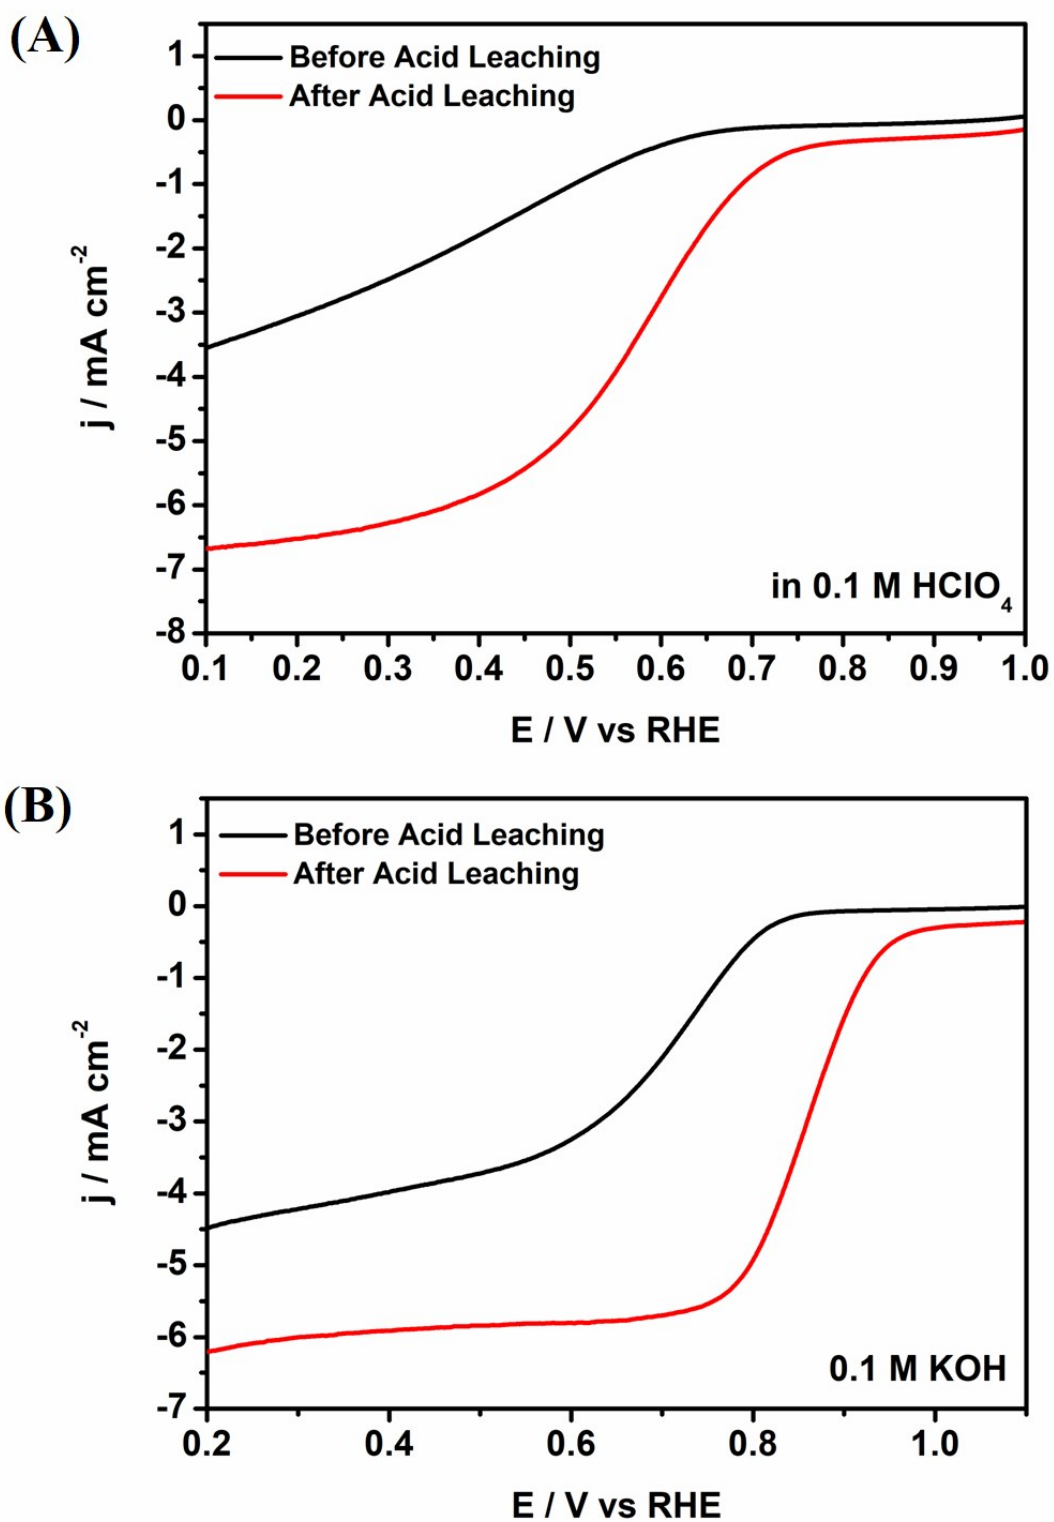 (A)
Before Acid Leaching
After Acid Leaching
1
0
-1
-2
-3
-4
-5
-6
-7
-8
j / mA cm-2
in 0.1 M HClO4
0.1 0.2 0.3 0.4 0.5 0.6 0.7 0.8 0.9 1.0
E / V vs RHE
(B)
Before Acid Leaching
After Acid Leaching
1
0
-1
-2
-3
-4
-5
-6
-7
j / mA cm-2
0.1 M KOH
0.2 0.4 0.6 0.8 1.0
E / V vs RHE